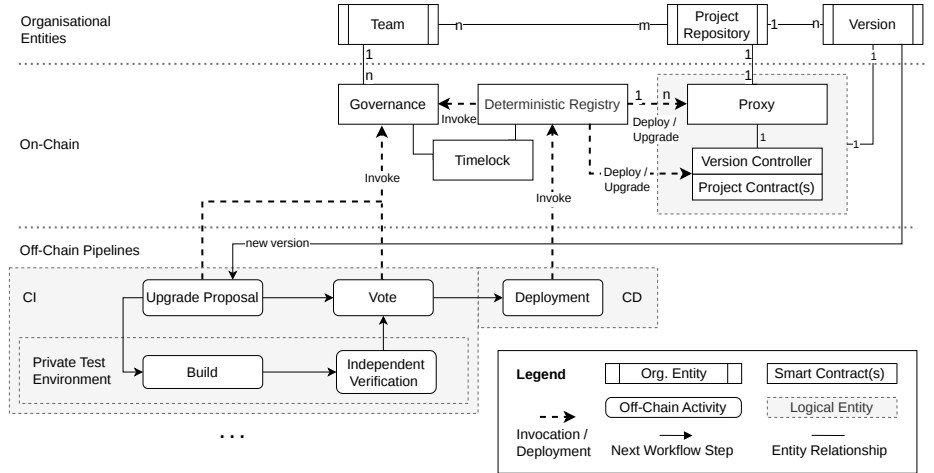 Organisational
Entities
Team
n
m
Project
Repository
1
n
Version
1
n
1
1
1
On-Chain
Governance
Invoke
Deterministic Registry
1
n
Deploy /
Upgrade
Proxy
Timelock
1
1
Version Controller
Project Contract(s)
Deploy /
Upgrade
Invoke
Invoke
Off-Chain Pipelines
new version
CI
Upgrade Proposal
Vote
Deployment
CD
Private Test
Environment
Build
Independent
Verification
...
Legend
Org. Entity
Smart Contract(s)
Off-Chain Activity
Logical Entity
Invocation /
Deployment
Next Workflow Step
Entity Relationship